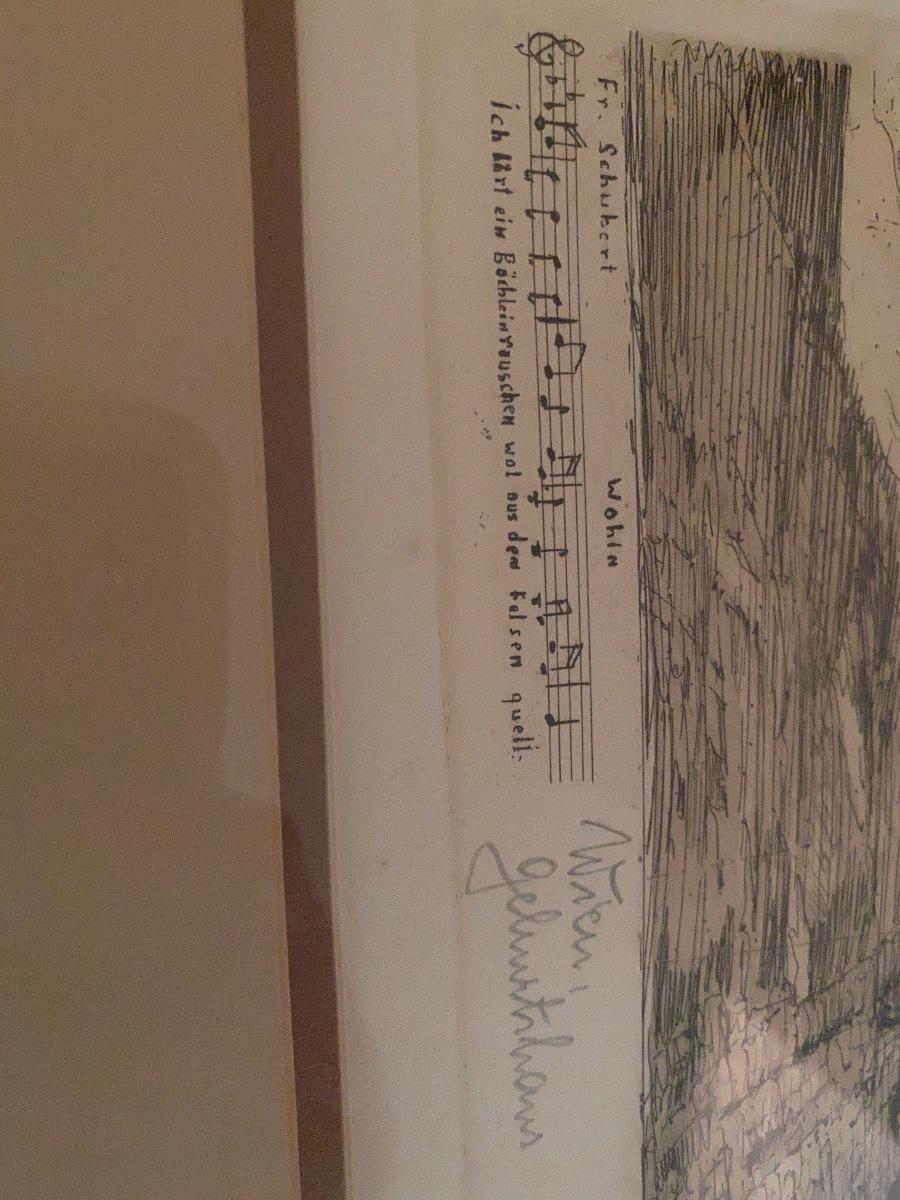 Fr. Schubert Wohin
ich hört ein Bächlein rauschen wol aus dem felsen quell.
Wien,
Geburtshaus